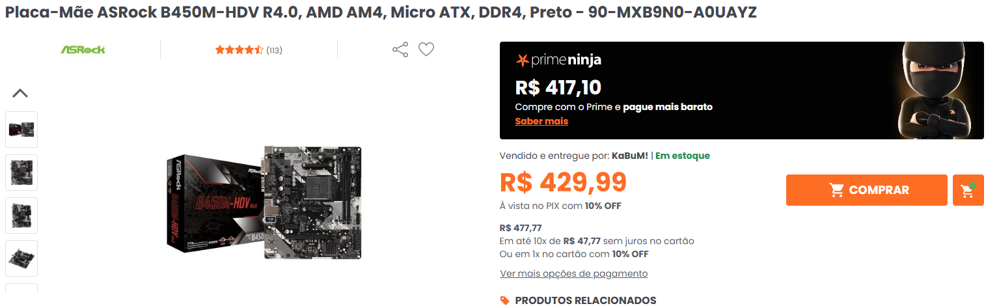 Placa-Mãe ASRock B450M-HDV R4.0, AMD AM4, Micro ATX, DDR4, Preto - 90-MXB9N0-A0UAYZ
ASRock
(113)
primeninja
R$ 417,10
Compre com o Prime e pague mais barato
Saber mais
ASRock
B450M-HDV R4.0
B450M-HDV
HDMI
B450
Vendido e entregue por: KaBuM! | Em estoque
R$ 429,99
COMPRAR
À vista no PIX com 10% OFF
R$ 477,77
Em até 10x de R$ 47,77 sem juros no cartão
Ou em 1x no cartão com 10% OFF
Ver mais opções de pagamento
PRODUTOS RELACIONADOS